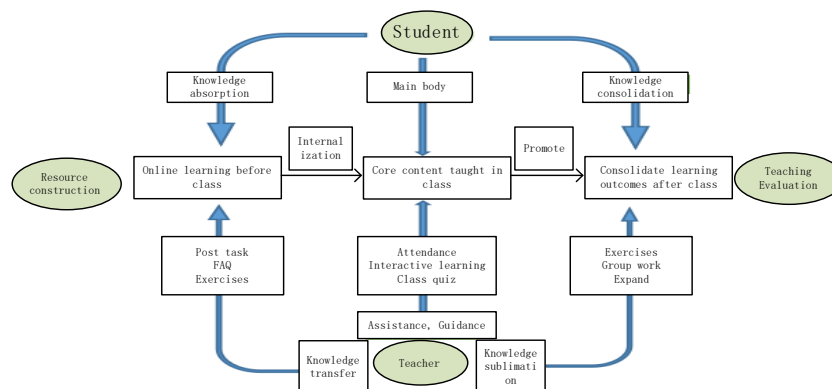 Student
Knowledge
absorption
Main body
Knowledge
consolidation
Internal
ization
Promote
Resource
construction
Online learning before
class
Core content taught in
class
Consolidate learning
outcomes after class
Teaching
Evaluation
Post task
FAQ
Exercises
Attendance
Interactive learning
Class quiz
Exercises
Group work
Expand
Assistance, Guidance
Knowledge
transfer
Teacher
Knowledge
sublimati
on